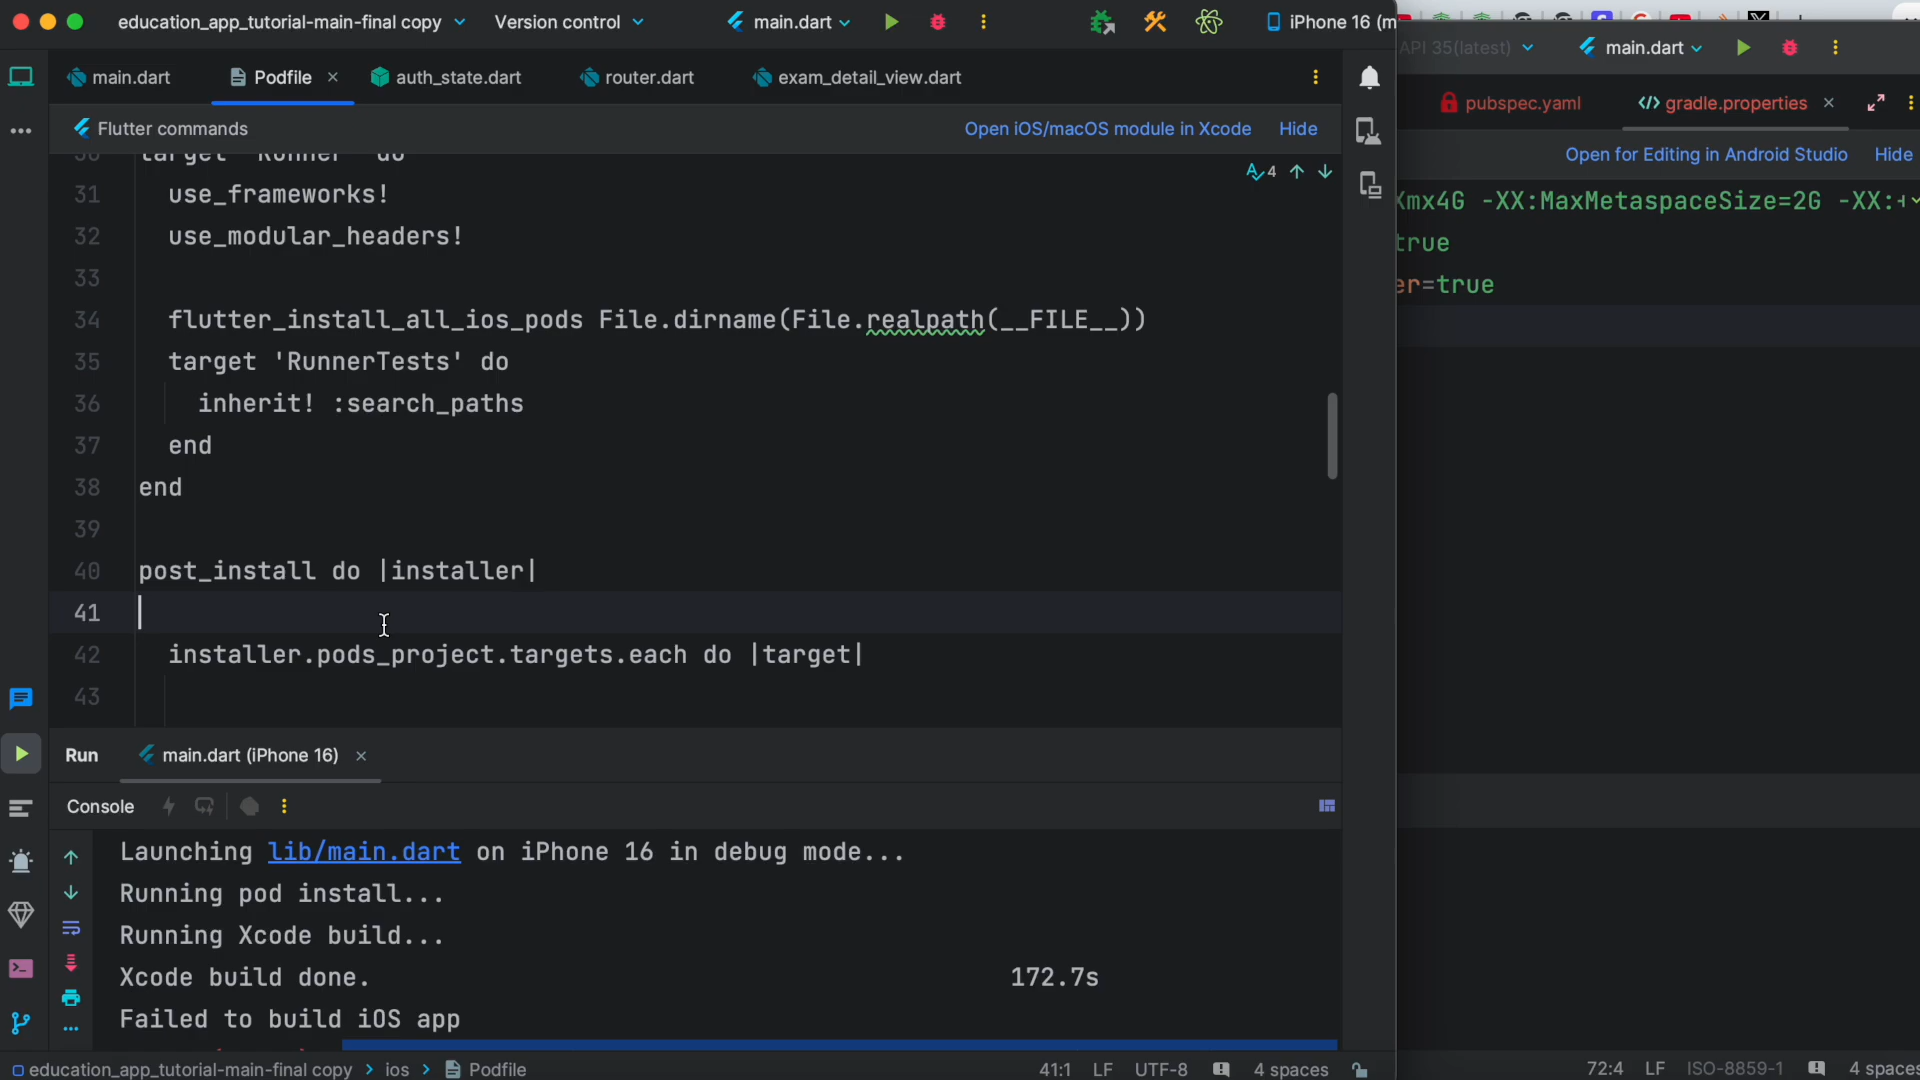 education_app_tutorial-main-final copy
Version control
main.dart
iPhone 16 (m
main.dart
Podfile
auth_state.dart
router.dart
exam_detail_view.dart
Flutter commands
Open iOS/macOS module in Xcode
Hide
4
30 target 'Runner' do
31 use_frameworks!
32 use_modular_headers!
33
34 flutter_install_all_ios_pods File.dirname(File.realpath(__FILE__))
35 target 'RunnerTests' do
36 inherit! :search_paths
37 end
38 end
39
40 post_install do |installer|
41
42 installer.pods_project.targets.each do |target|
43
Run
main.dart (iPhone 16)
Console
Launching lib/main.dart on iPhone 16 in debug mode...
Running pod install...
Running Xcode build...
Xcode build done. 172.7s
Failed to build iOS app
education_app_tutorial-main-final copy > ios > Podfile
41:1 LF UTF-8 4 spaces
API 35(latest)
main.dart
pubspec.yaml
gradle.properties
Open for Editing in Android Studio
Hide
Xmx4G -XX:MaxMetaspaceSize=2G -XX:+
true
er=true
72:4 LF ISO-8859-1 4 spaces